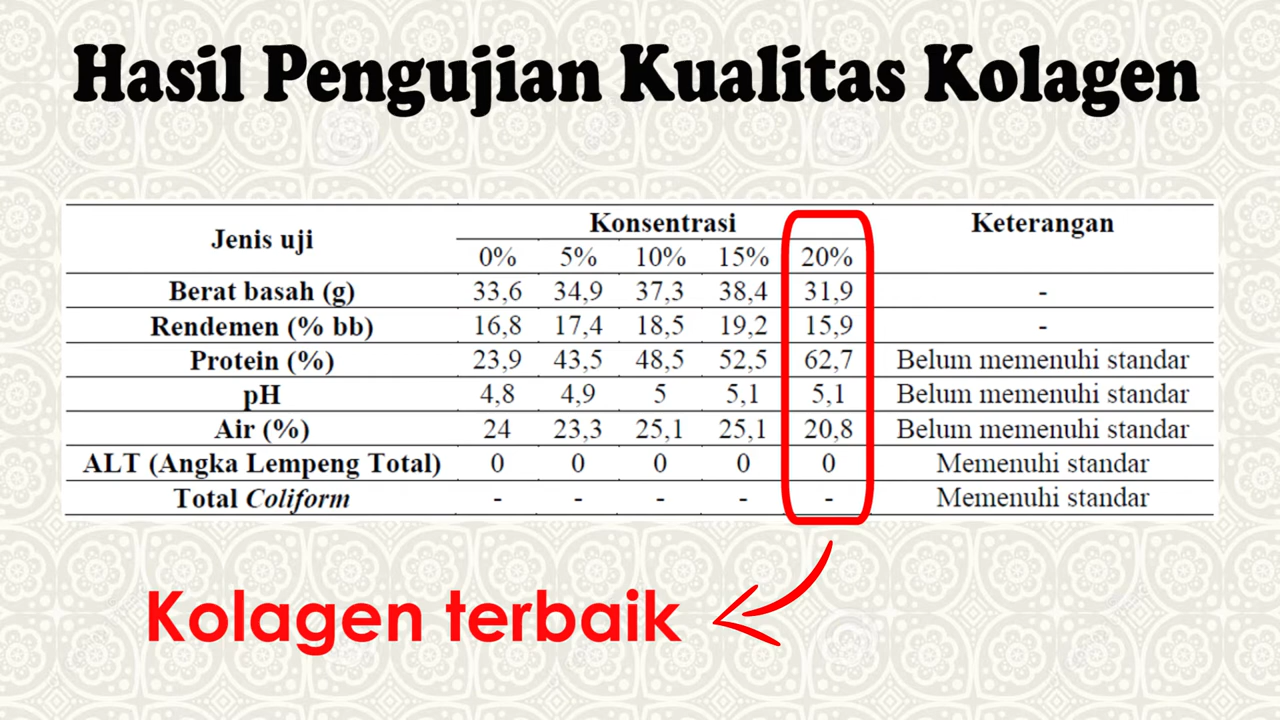 Hasil Pengujian Kualitas Kolagen
Jenis uji Konsentrasi Keterangan
0% 5% 10% 15% 20%
Berat basah (g) 33,6 34,9 37,3 38,4 31,9 -
Rendemen (% bb) 16,8 17,4 18,5 19,2 15,9 -
Protein (%) 23,9 43,5 48,5 52,5 62,7 Belum memenuhi standar
pH 4,8 4,9 5 5,1 5,1 Belum memenuhi standar
Air (%) 24 23,3 25,1 25,1 20,8 Belum memenuhi standar
ALT (Angka Lempeng Total) 0 0 0 0 0 Memenuhi standar
Total Coliform - - - - - Memenuhi standar
Kolagen terbaik